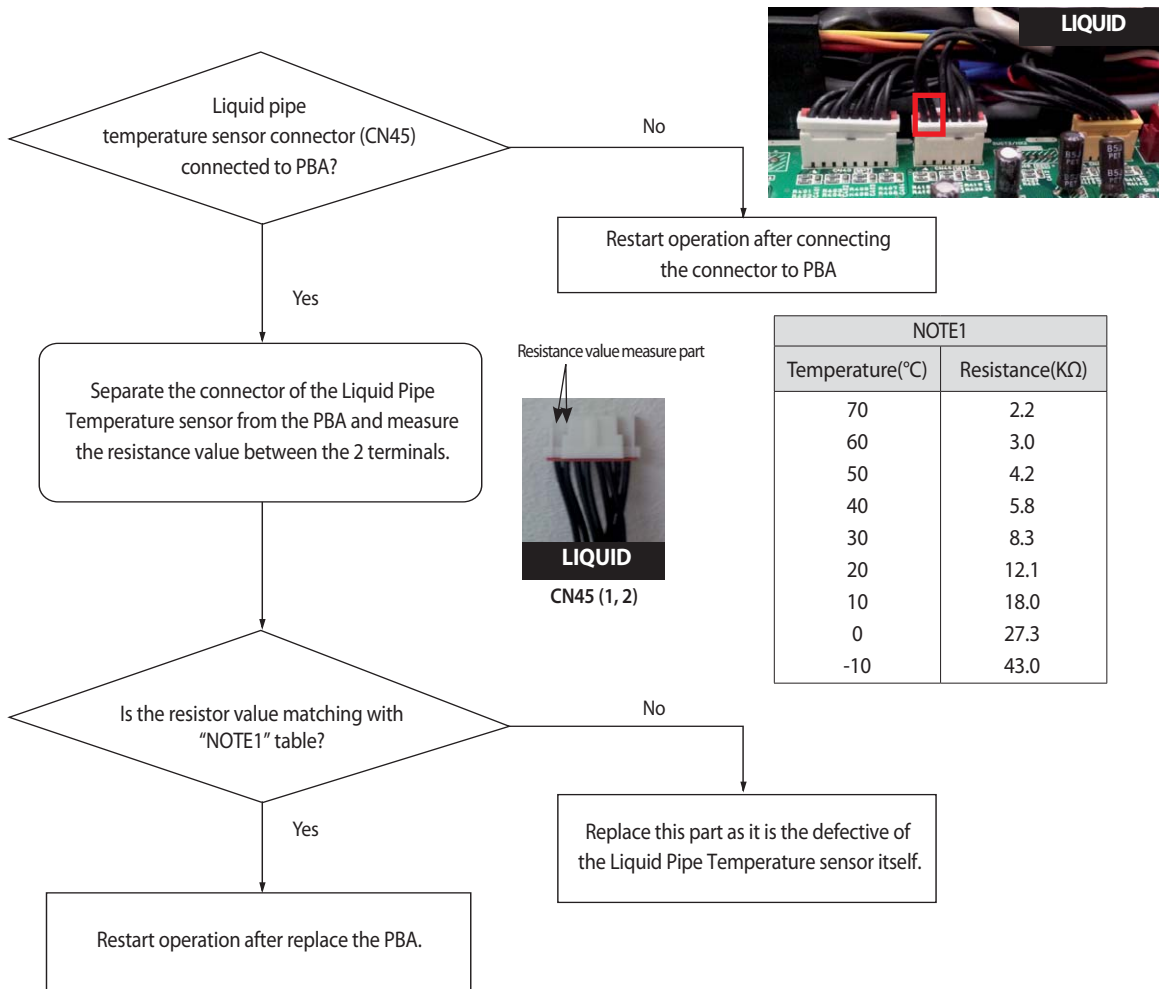 LIQUID
Liquid pipe
temperature sensor connector (CN45)
connected to PBA?
No
Restart operation after connecting
the connector to PBA
Yes
Separate the connector of the Liquid Pipe
Temperature sensor from the PBA and measure
the resistance value between the 2 terminals.
Resistance value measure part
LIQUID
CN45 (1, 2)
NOTE1
Temperature(°C) Resistance(KΩ)
70 2.2
60 3.0
50 4.2
40 5.8
30 8.3
20 12.1
10 18.0
0 27.3
-10 43.0
Is the resistor value matching with
“NOTE1” table?
No
Replace this part as it is the defective of
the Liquid Pipe Temperature sensor itself.
Yes
Restart operation after replace the PBA.